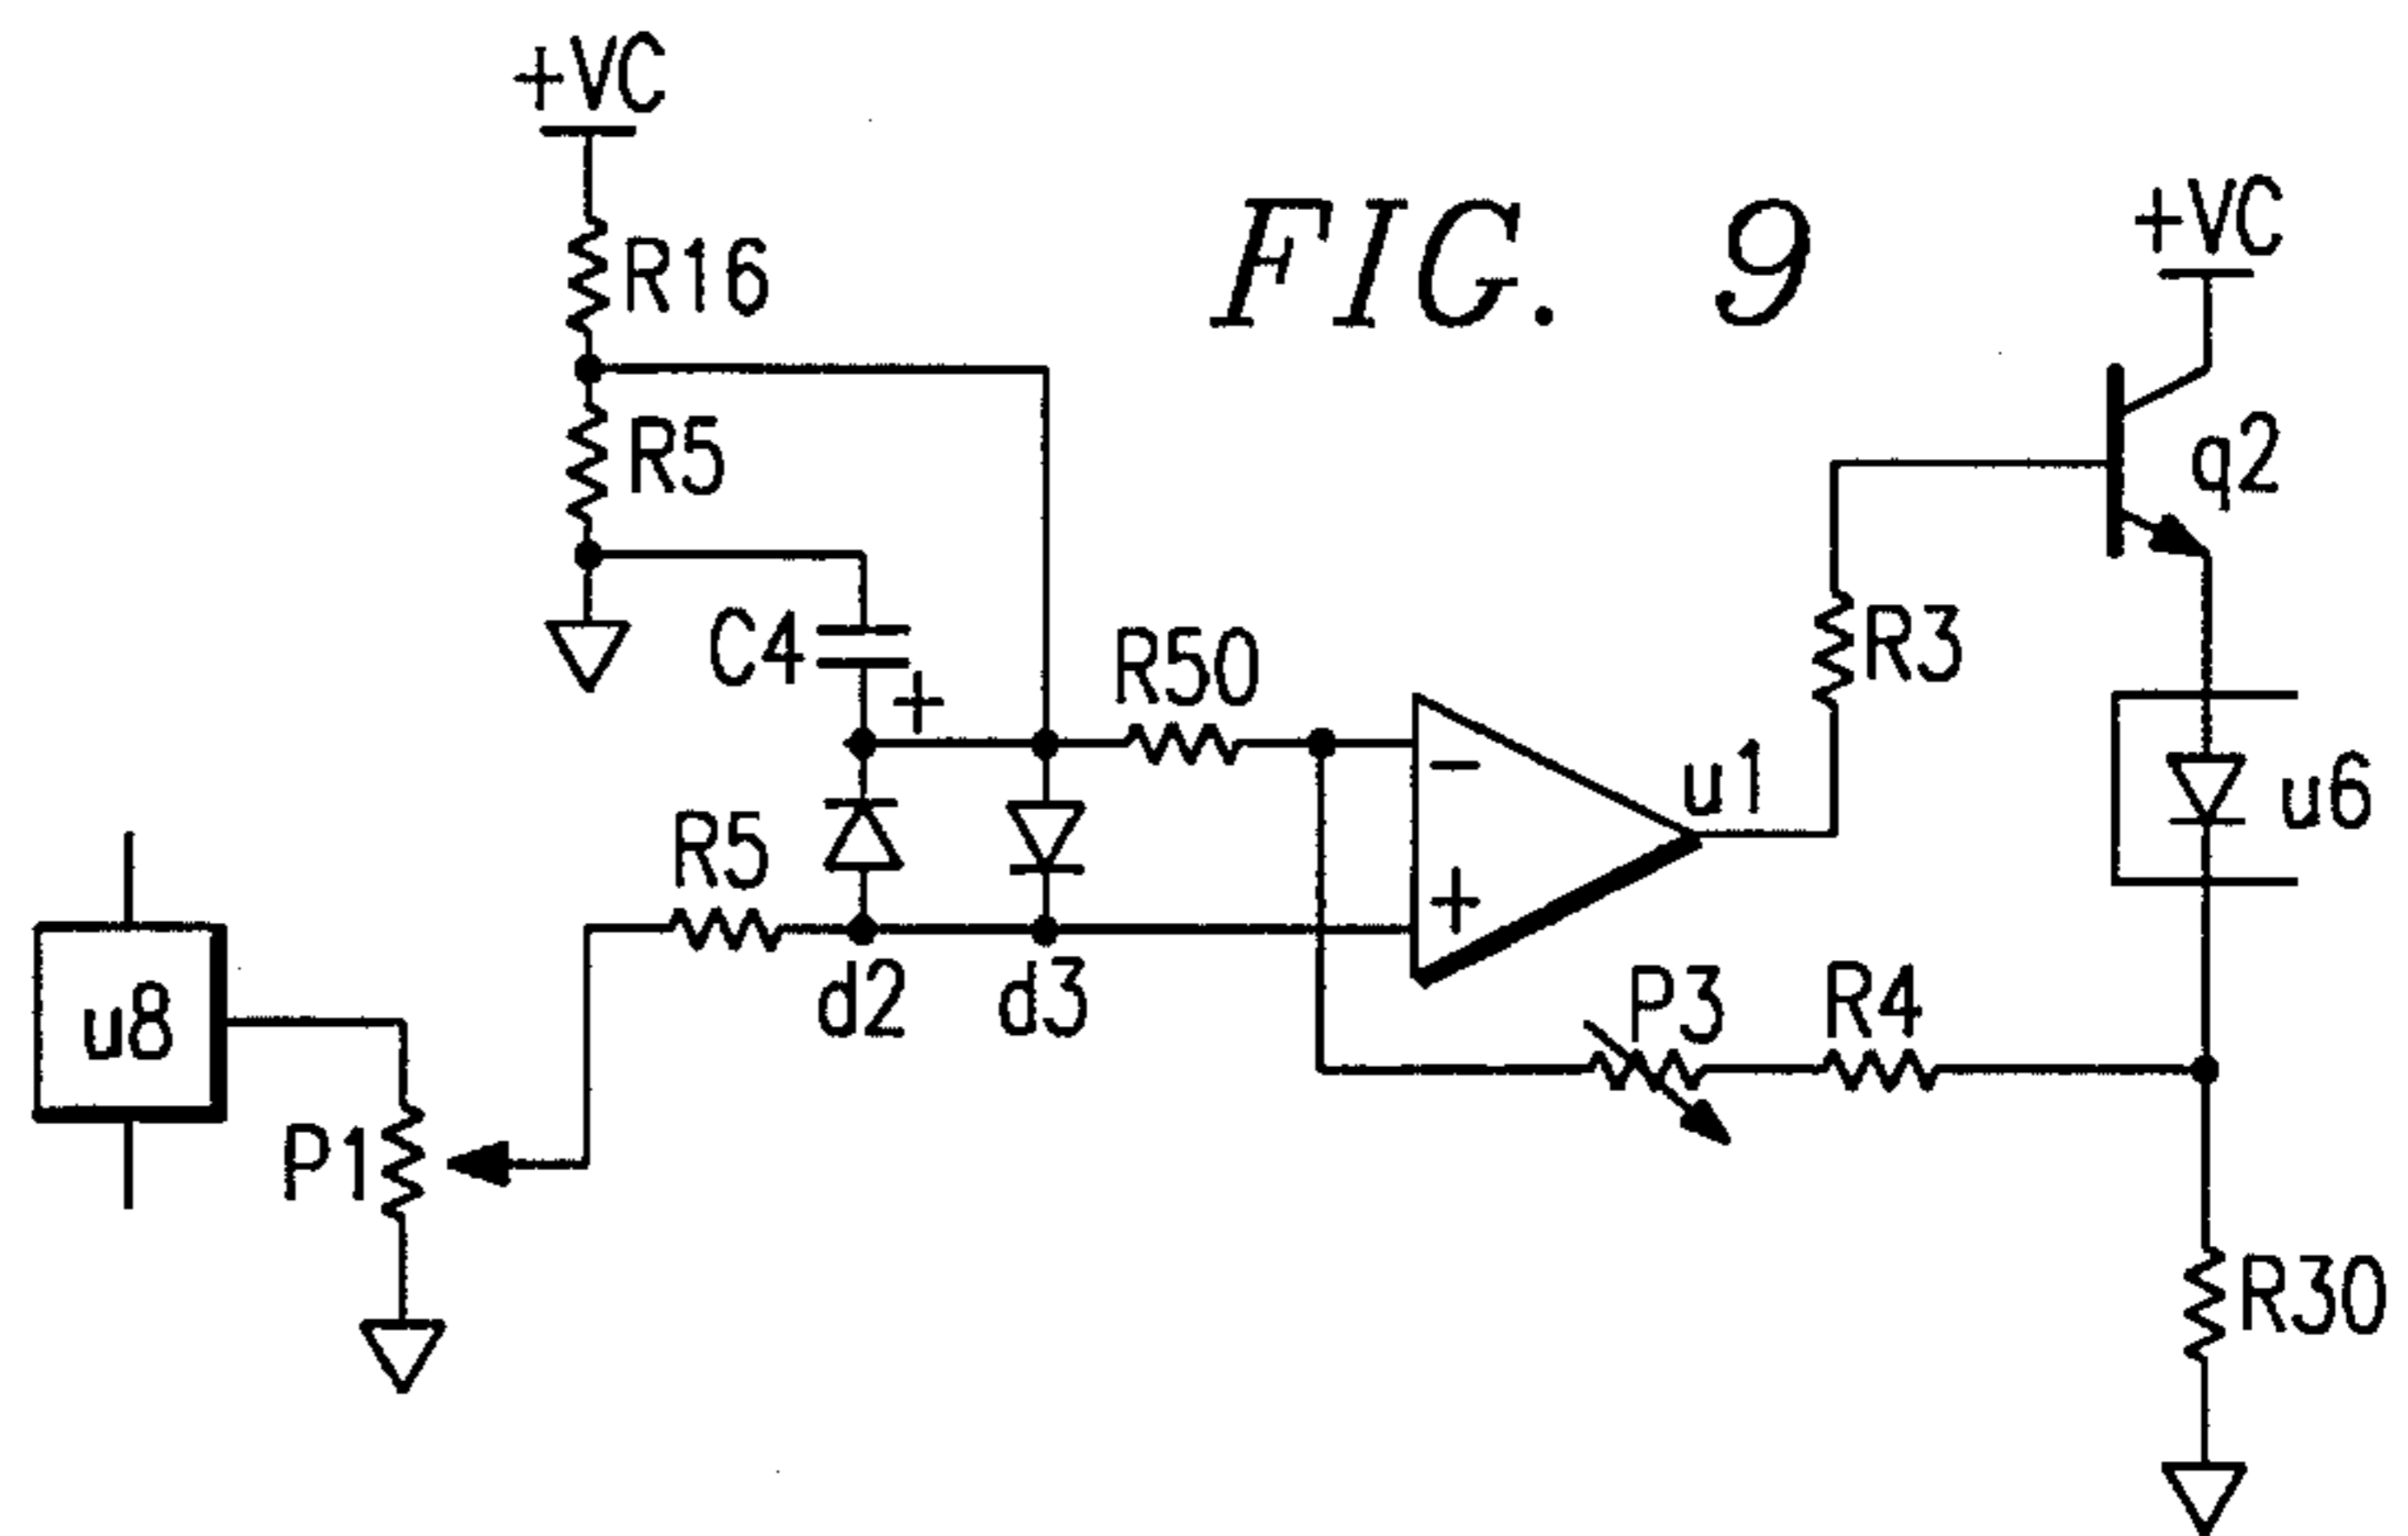 +VC
FIG. 9
+VC
R16
R5
q2
C4
+
R50
R3
-
u1
u6
R5
+
u8
d2
d3
P3
R4
P1
R30